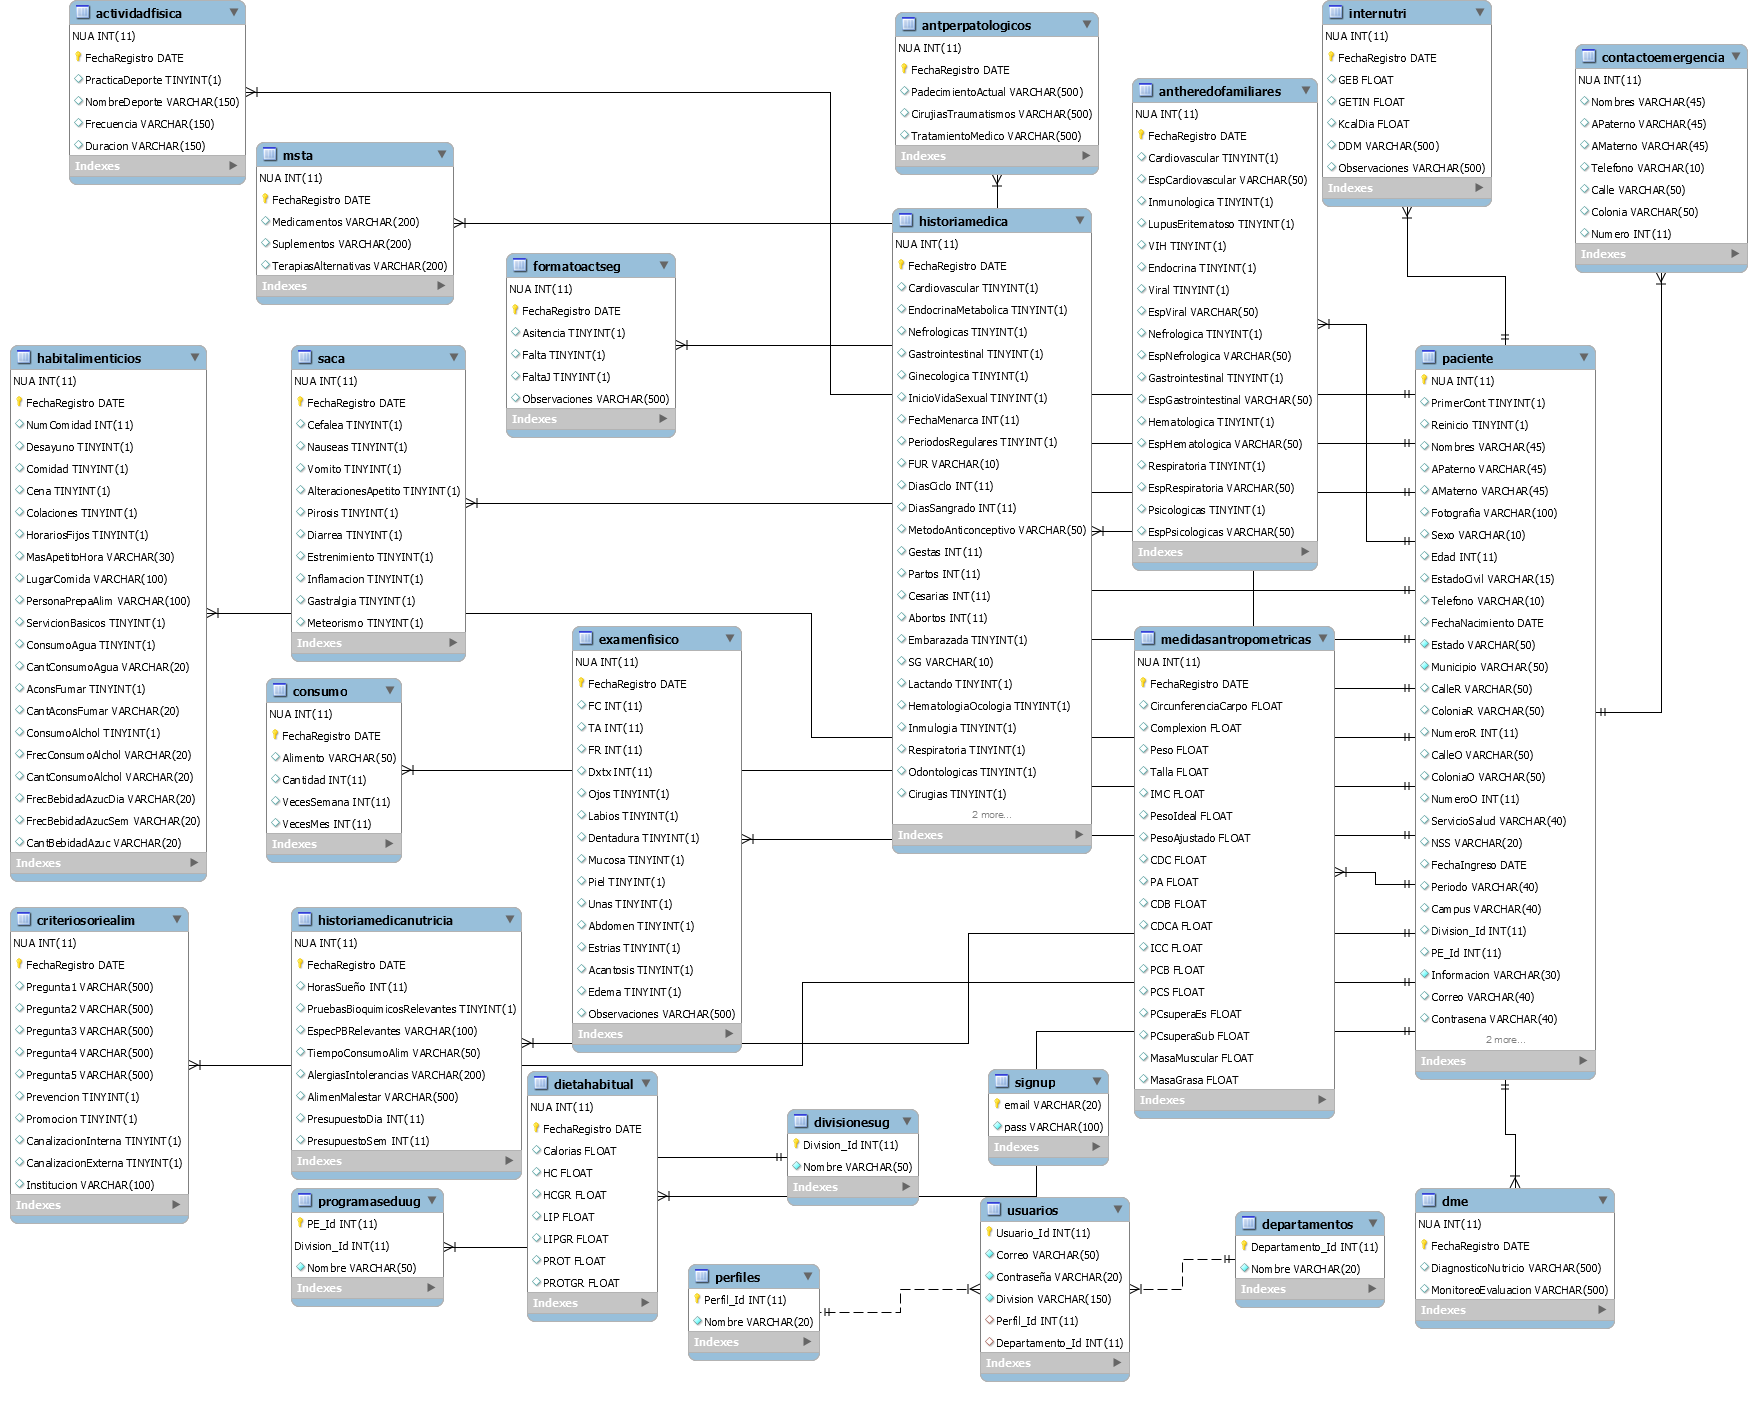 actividadfisica
NUA INT(11)
FechaRegistro DATE
PracticaDeporte TINYINT(1)
NombreDeporte VARCHAR(150)
Frecuencia VARCHAR(150)
Duracion VARCHAR(150)
Indexes
msta
NUA INT(11)
FechaRegistro DATE
Medicamentos VARCHAR(200)
Suplementos VARCHAR(200)
TerapiasAlternativas VARCHAR(200)
Indexes
formatoactseg
NUA INT(11)
FechaRegistro DATE
Asitencia TINYINT(1)
Falta TINYINT(1)
FaltaJ TINYINT(1)
Observaciones VARCHAR(500)
Indexes
antperpatologicos
NUA INT(11)
FechaRegistro DATE
PadecimientoActual VARCHAR(500)
CirujiasTraumatismos VARCHAR(500)
TratamientoMedico VARCHAR(500)
Indexes
antheredofamiliares
NUA INT(11)
FechaRegistro DATE
Cardiovascular TINYINT(1)
EspCardiovascular VARCHAR(50)
Inmunologica TINYINT(1)
LupusEritematoso TINYINT(1)
VIH TINYINT(1)
Endocrina TINYINT(1)
Viral TINYINT(1)
EspViral VARCHAR(50)
Nefrologica TINYINT(1)
EspNefrologica VARCHAR(50)
Gastrointestinal TINYINT(1)
EspGastrointestinal VARCHAR(50)
Hematologica TINYINT(1)
EspHematologica VARCHAR(50)
Respiratoria TINYINT(1)
EspRespiratoria VARCHAR(50)
Psicologicas TINYINT(1)
EspPsicologicas VARCHAR(50)
Indexes
internutri
NUA INT(11)
FechaRegistro DATE
GEB FLOAT
GETIN FLOAT
KcalDia FLOAT
DDM VARCHAR(500)
Observaciones VARCHAR(500)
Indexes
contactoemergencia
NUA INT(11)
Nombres VARCHAR(45)
APaterno VARCHAR(45)
AMaterno VARCHAR(45)
Telefono VARCHAR(10)
Calle VARCHAR(50)
Colonia VARCHAR(50)
Numero INT(11)
Indexes
historiamedica
NUA INT(11)
FechaRegistro DATE
Cardiovascular TINYINT(1)
EndocrinaMetabolica TINYINT(1)
Nefrologicas TINYINT(1)
Gastrointestinal TINYINT(1)
Ginecologica TINYINT(1)
InicioVidaSexual TINYINT(1)
FechaMenarca INT(11)
PeriodosRegulares TINYINT(1)
FUR VARCHAR(10)
DiasCiclo INT(11)
DiasSangrado INT(11)
MetodoAnticonceptivo VARCHAR(50)
Gestas INT(11)
Partos INT(11)
Cesarias INT(11)
Abortos INT(11)
Embarazada TINYINT(1)
SG VARCHAR(10)
Lactando TINYINT(1)
HematologiaOcologia TINYINT(1)
Inmulogia TINYINT(1)
Respiratoria TINYINT(1)
Odontologicas TINYINT(1)
Cirugias TINYINT(1)
2 more...
Indexes
habitalimenticios
NUA INT(11)
FechaRegistro DATE
NumComidad INT(11)
Desayuno TINYINT(1)
Comidad TINYINT(1)
Cena TINYINT(1)
Colaciones TINYINT(1)
HorariosFijos TINYINT(1)
MasApetitoHora VARCHAR(30)
LugarComida VARCHAR(100)
PersonaPrepaAlim VARCHAR(100)
ServicionBasicos TINYINT(1)
ConsumoAgua TINYINT(1)
CantConsumoAgua VARCHAR(20)
AconsFumar TINYINT(1)
CantAconsFumar VARCHAR(20)
ConsumoAlchol TINYINT(1)
FrecConsumoAlchol VARCHAR(20)
CantConsumoAlchol VARCHAR(20)
FrecBebidadAzucDia VARCHAR(20)
FrecBebidadAzucSem VARCHAR(20)
CantBebidadAzuc VARCHAR(20)
Indexes
saca
NUA INT(11)
FechaRegistro DATE
Cefalea TINYINT(1)
Nauseas TINYINT(1)
Vomito TINYINT(1)
AlteracionesApetito TINYINT(1)
Pirosis TINYINT(1)
Diarrea TINYINT(1)
Estrenimiento TINYINT(1)
Inflamacion TINYINT(1)
Gastralgia TINYINT(1)
Meteorismo TINYINT(1)
Indexes
consumo
NUA INT(11)
FechaRegistro DATE
Alimento VARCHAR(50)
Cantidad INT(11)
VecesSemana INT(11)
VecesMes INT(11)
Indexes
examenfisico
NUA INT(11)
FechaRegistro DATE
FC INT(11)
TA INT(11)
FR INT(11)
Dxtx INT(11)
Ojos TINYINT(1)
Labios TINYINT(1)
Dentadura TINYINT(1)
Mucosa TINYINT(1)
Piel TINYINT(1)
Unas TINYINT(1)
Abdomen TINYINT(1)
Estrias TINYINT(1)
Acantosis TINYINT(1)
Edema TINYINT(1)
Observaciones VARCHAR(500)
Indexes
medidasantropometricas
NUA INT(11)
FechaRegistro DATE
CircunferenciaCarpo FLOAT
Complexion FLOAT
Peso FLOAT
Talla FLOAT
IMC FLOAT
PesoIdeal FLOAT
PesoAjustado FLOAT
CDC FLOAT
PA FLOAT
CDB FLOAT
CDCA FLOAT
ICC FLOAT
PCB FLOAT
PCS FLOAT
PCsuperaEs FLOAT
PCsuperaSub FLOAT
MasaMuscular FLOAT
MasaGrasa FLOAT
Indexes
paciente
NUA INT(11)
PrimerCont TINYINT(1)
Reinicio TINYINT(1)
Nombres VARCHAR(45)
APaterno VARCHAR(45)
AMaterno VARCHAR(45)
Fotografia VARCHAR(100)
Sexo VARCHAR(10)
Edad INT(11)
EstadoCivil VARCHAR(15)
Telefono VARCHAR(10)
FechaNacimiento DATE
Estado VARCHAR(50)
Municipio VARCHAR(50)
CalleR VARCHAR(50)
ColoniaR VARCHAR(50)
NumeroR INT(11)
CalleO VARCHAR(50)
ColoniaO VARCHAR(50)
NumeroO INT(11)
ServicioSalud VARCHAR(40)
NSS VARCHAR(20)
FechaIngreso DATE
Periodo VARCHAR(40)
Campus VARCHAR(40)
Division_Id INT(11)
PE_Id INT(11)
Informacion VARCHAR(30)
Correo VARCHAR(40)
Contrasena VARCHAR(40)
2 more...
Indexes
criteriosoriealim
NUA INT(11)
FechaRegistro DATE
Pregunta1 VARCHAR(500)
Pregunta2 VARCHAR(500)
Pregunta3 VARCHAR(500)
Pregunta4 VARCHAR(500)
Pregunta5 VARCHAR(500)
Prevencion TINYINT(1)
Promocion TINYINT(1)
CanalizacionInterna TINYINT(1)
CanalizacionExterna TINYINT(1)
Institucion VARCHAR(100)
Indexes
historiamedicanutricia
NUA INT(11)
FechaRegistro DATE
HorasSueño INT(11)
PruebasBioquimicosRelevantes TINYINT(1)
EspecPBRelevantes VARCHAR(100)
TiempoConsumoAlim VARCHAR(50)
AlergiasIntolerancias VARCHAR(200)
AlimenMalestar VARCHAR(500)
PresupuestoDia INT(11)
PresupuestoSem INT(11)
Indexes
programaseduug
PE_Id INT(11)
Division_Id INT(11)
Nombre VARCHAR(50)
Indexes
dietahabitual
NUA INT(11)
FechaRegistro DATE
Calorias FLOAT
HC FLOAT
HCGR FLOAT
LIP FLOAT
LIPGR FLOAT
PROT FLOAT
PROTGR FLOAT
Indexes
divisionesug
Division_Id INT(11)
Nombre VARCHAR(50)
Indexes
signup
email VARCHAR(20)
pass VARCHAR(100)
Indexes
perfiles
Perfil_Id INT(11)
Nombre VARCHAR(20)
Indexes
usuarios
Usuario_Id INT(11)
Correo VARCHAR(50)
Contraseña VARCHAR(20)
Division VARCHAR(150)
Perfil_Id INT(11)
Departamento_Id INT(11)
Indexes
departamentos
Departamento_Id INT(11)
Nombre VARCHAR(20)
Indexes
dme
NUA INT(11)
FechaRegistro DATE
DiagnosticoNutricio VARCHAR(500)
MonitoreoEvaluacion VARCHAR(500)
Indexes